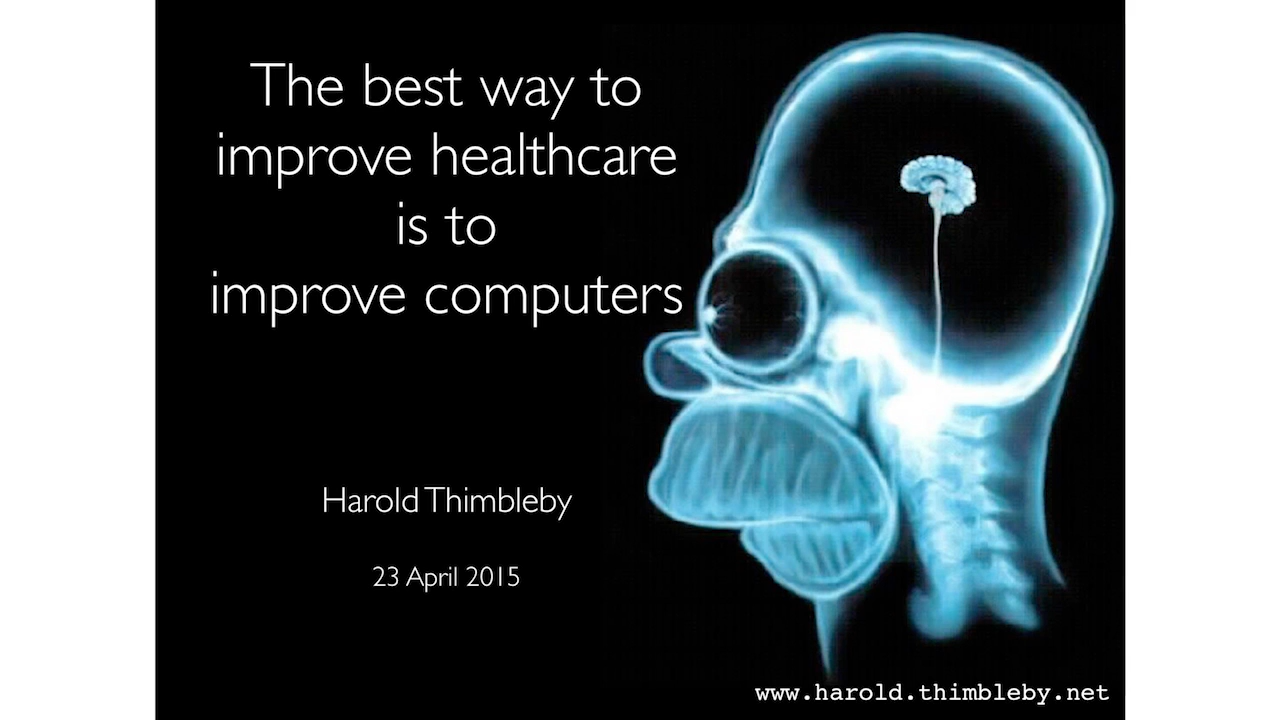 The best way to
improve healthcare
is to
improve computers
Harold Thimbleby
23 April 2015
www.harold.thimbleby.net